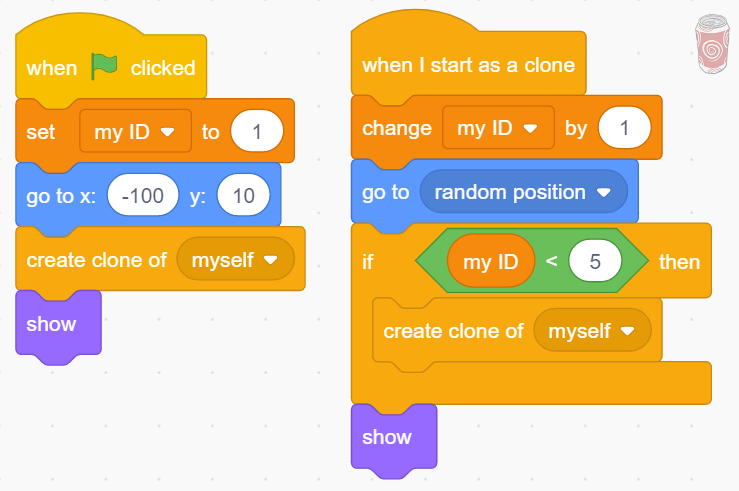 when clicked
set my ID to 1
go to x: -100 y: 10
create clone of myself
show
when I start as a clone
change my ID by 1
go to random position
if my ID < 5 then
create clone of myself
show